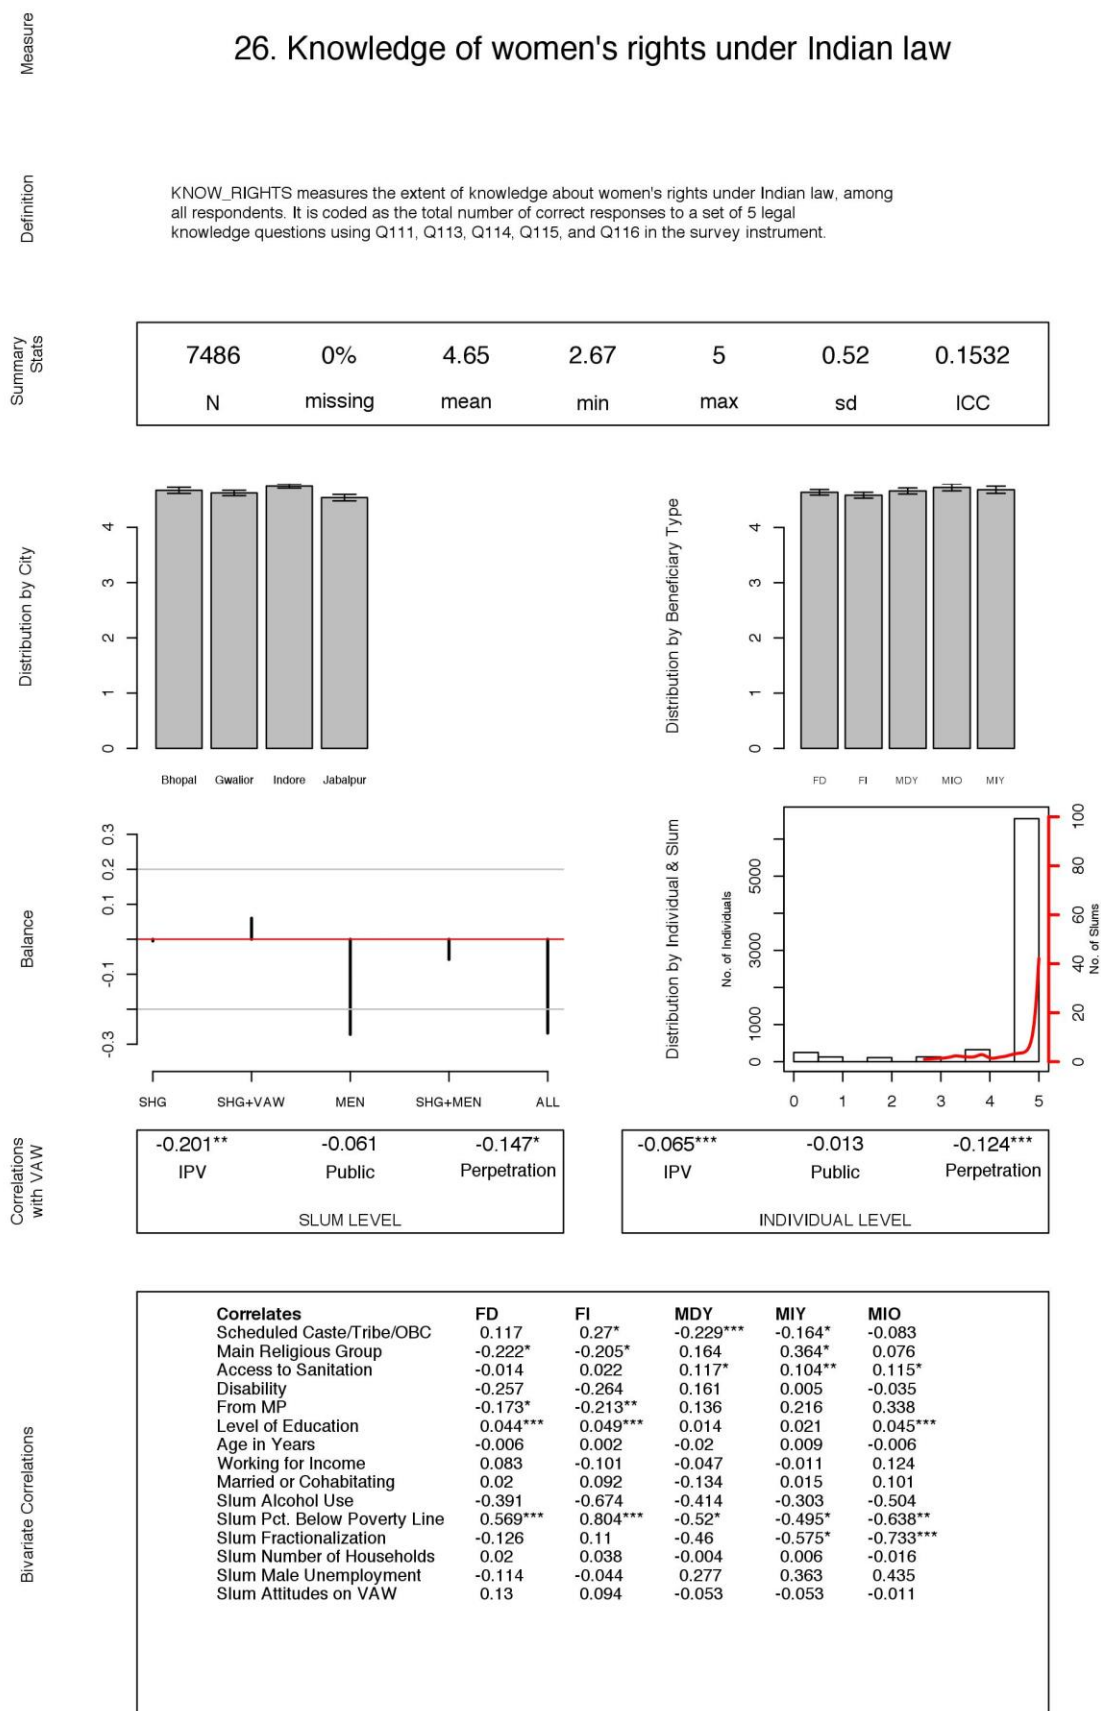 Measure
26. Knowledge of women's rights under Indian law
Definition
KNOW_RIGHTS measures the extent of knowledge about women's rights under Indian law, among
all respondents. It is coded as the total number of correct responses to a set of 5 legal
knowledge questions using Q111, Q113, Q114, Q115, and Q116 in the survey instrument.
Summary
Stats
7486 0% 4.65 2.67 5 0.52 0.1532
N missing mean min max sd ICC
Distribution by City
4
3
2
1
0
Bhopal Gwalior Indore Jabalpur
Distribution by Beneficiary Type
4
3
2
1
0
FD FI MDY MIO MIY
Balance
0.3
0.2
0.1
-0.1
-0.3
SHG SHG+VAW MEN SHG+MEN ALL
Distribution by Individual & Slum
No. of Individuals
5000
3000
1000
0
0 1 2 3 4 5
100
80
60
40
20
0
No. of Slums
Correlations
with VAW
-0.201** -0.061 -0.147*
IPV Public Perpetration
SLUM LEVEL
-0.065*** -0.013 -0.124***
IPV Public Perpetration
INDIVIDUAL LEVEL
Bivariate Correlations
Correlates FD FI MDY MIY MIO
Scheduled Caste/Tribe/OBC 0.117 0.27* -0.229*** -0.164* -0.083
Main Religious Group -0.222* -0.205* 0.164 0.364* 0.076
Access to Sanitation -0.014 0.022 0.117* 0.104** 0.115*
Disability -0.257 -0.264 0.161 0.005 -0.035
From MP -0.173* -0.213** 0.136 0.216 0.338
Level of Education 0.044*** 0.049*** 0.014 0.021 0.045***
Age in Years -0.006 0.002 -0.02 0.009 -0.006
Working for Income 0.083 -0.101 -0.047 -0.011 0.124
Married or Cohabitating 0.02 0.092 -0.134 0.015 0.101
Slum Alcohol Use -0.391 -0.674 -0.414 -0.303 -0.504
Slum Pct. Below Poverty Line 0.569*** 0.804*** -0.52* -0.495* -0.638**
Slum Fractionalization -0.126 0.11 -0.46 -0.575* -0.733***
Slum Number of Households 0.02 0.038 -0.004 0.006 -0.016
Slum Male Unemployment -0.114 -0.044 0.277 0.363 0.435
Slum Attitudes on VAW 0.13 0.094 -0.053 -0.053 -0.011